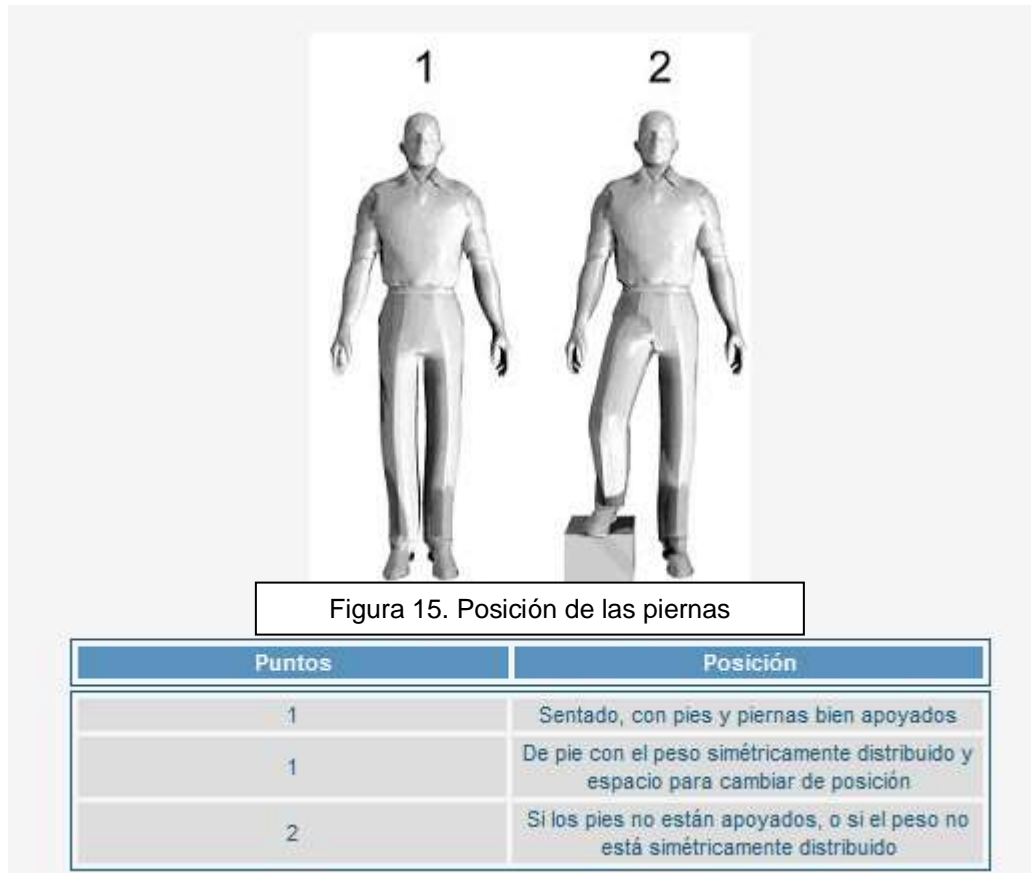 1 2
Figura 15. Posición de las piernas
Puntos Posición
1 Sentado, con pies y piernas bien apoyados
1 De pie con el peso simétricamente distribuido y
espacio para cambiar de posición
2 Si los pies no están apoyados, o si el peso no
está simétricamente distribuido